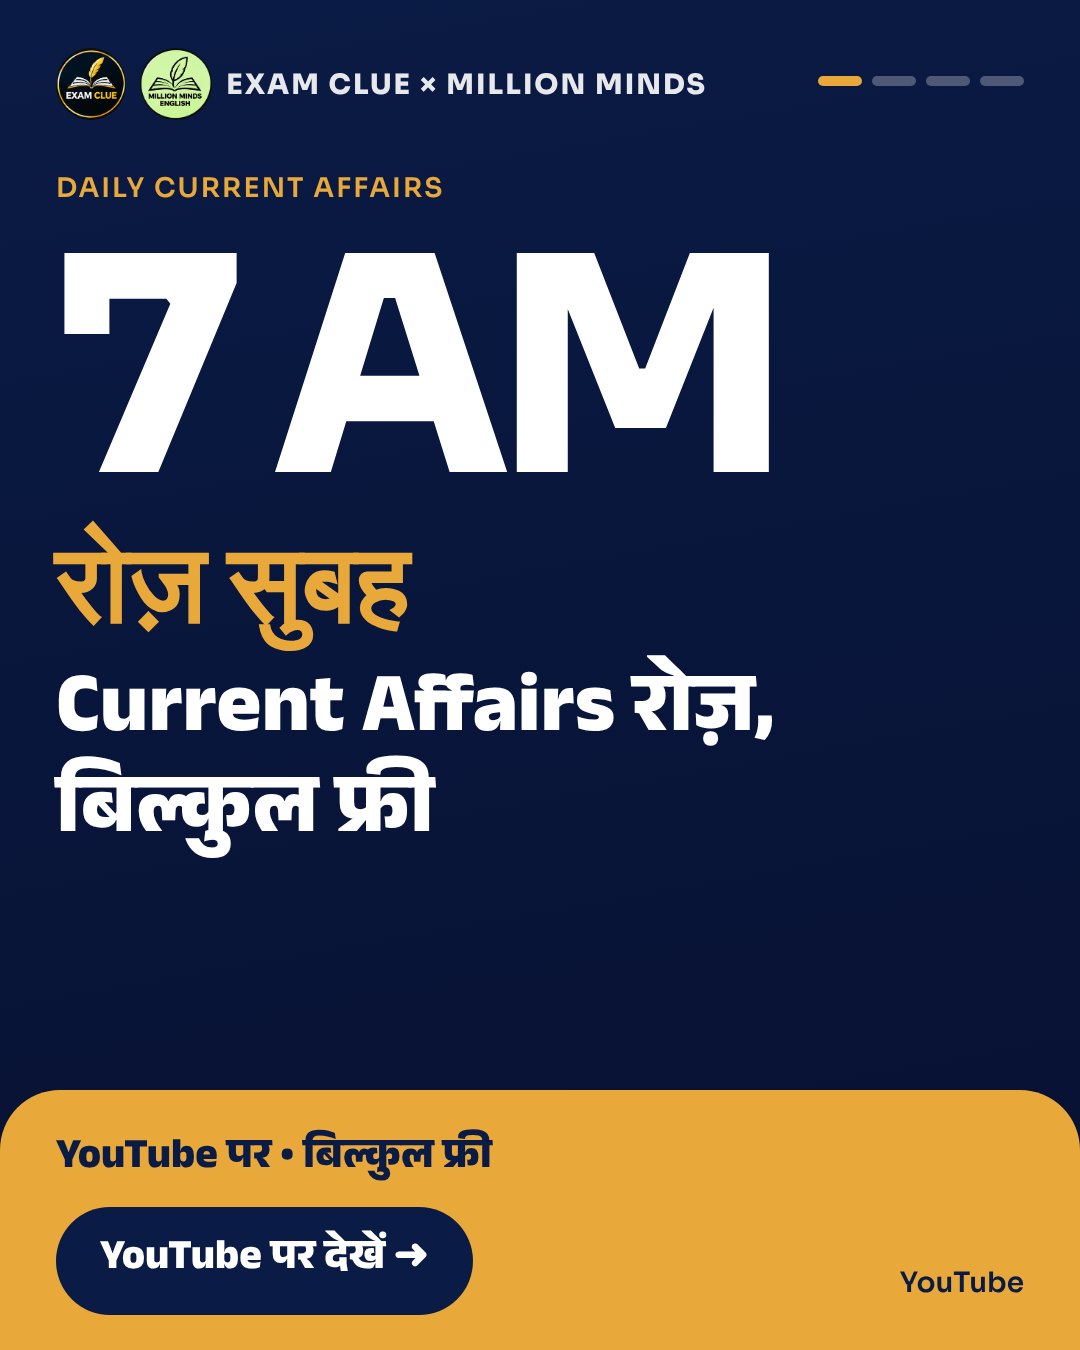 EXAM CLUE
MILLION MINDS
ENGLISH
EXAM CLUE × MILLION MINDS
DAILY CURRENT AFFAIRS
7 AM
रोज़ सुबह
Current Affairs रोज़,
बिल्कुल फ्री
YouTube पर • बिल्कुल फ्री
YouTube पर देखें →
YouTube